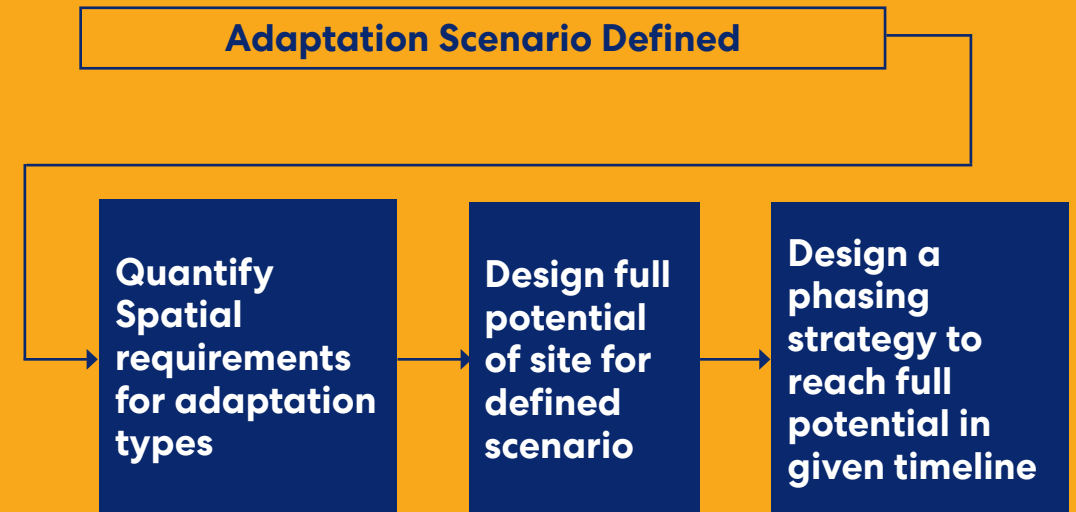 Adaptation Scenario Defined
Quantify
Spatial
requirements
for adaptation
types
Design full
potential
of site for
defined
scenario
Design a
phasing
strategy to
reach full
potential in
given timeline